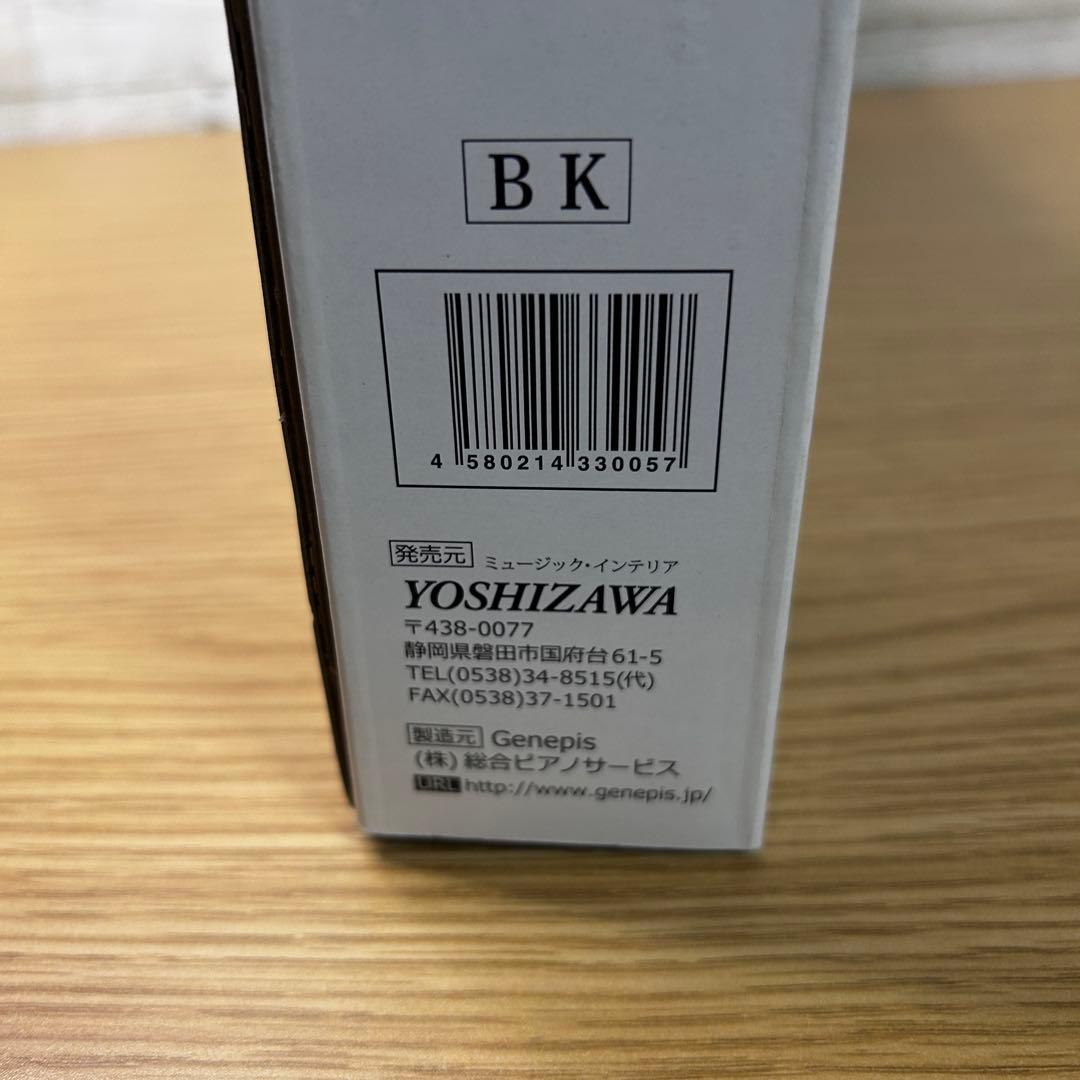 BK
4 580214 330057
発売元 ミュージック・インテリア
YOSHIZAWA
〒438-0077
静岡県磐田市国府台61-5
TEL(0538)34-8515(代)
FAX(0538)37-1501
製造元 Genepis
(株)総合ピアノサービス
URL http://www.genepis.jp/